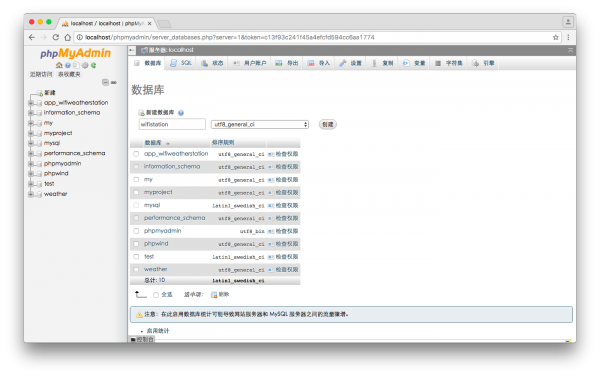 localhost / localhost | phpMy
localhost/phpmyadmin/server_databases.php?server=1&token=c13f93c241f45a4efcfd594cc6aa1774
phpMyAdmin
近期访问 表收藏夹
新建
app_wifiweatherstation
information_schema
my
myproject
mysql
performance_schema
phpmyadmin
phpwind
test
weather
服务器: localhost
数据库 SQL 状态 用户账户 导出 导入 设置 复制 变量 字符集 引擎
数据库
新建数据库
wifistation utf8_general_ci 创建
数据库 排序规则
app_wifiweatherstation utf8_general_ci 检查权限
information_schema utf8_general_ci 检查权限
my utf8_general_ci 检查权限
myproject utf8_general_ci 检查权限
mysql latin1_swedish_ci 检查权限
performance_schema utf8_general_ci 检查权限
phpmyadmin utf8_bin 检查权限
phpwind utf8_general_ci 检查权限
test latin1_swedish_ci 检查权限
weather utf8_general_ci 检查权限
总计: 10 latin1_swedish_ci
全选 选中项: 删除
注意: 在此启用数据库统计可能导致网站服务器和 MySQL 服务器之间的流量骤增。
启用统计
控制台